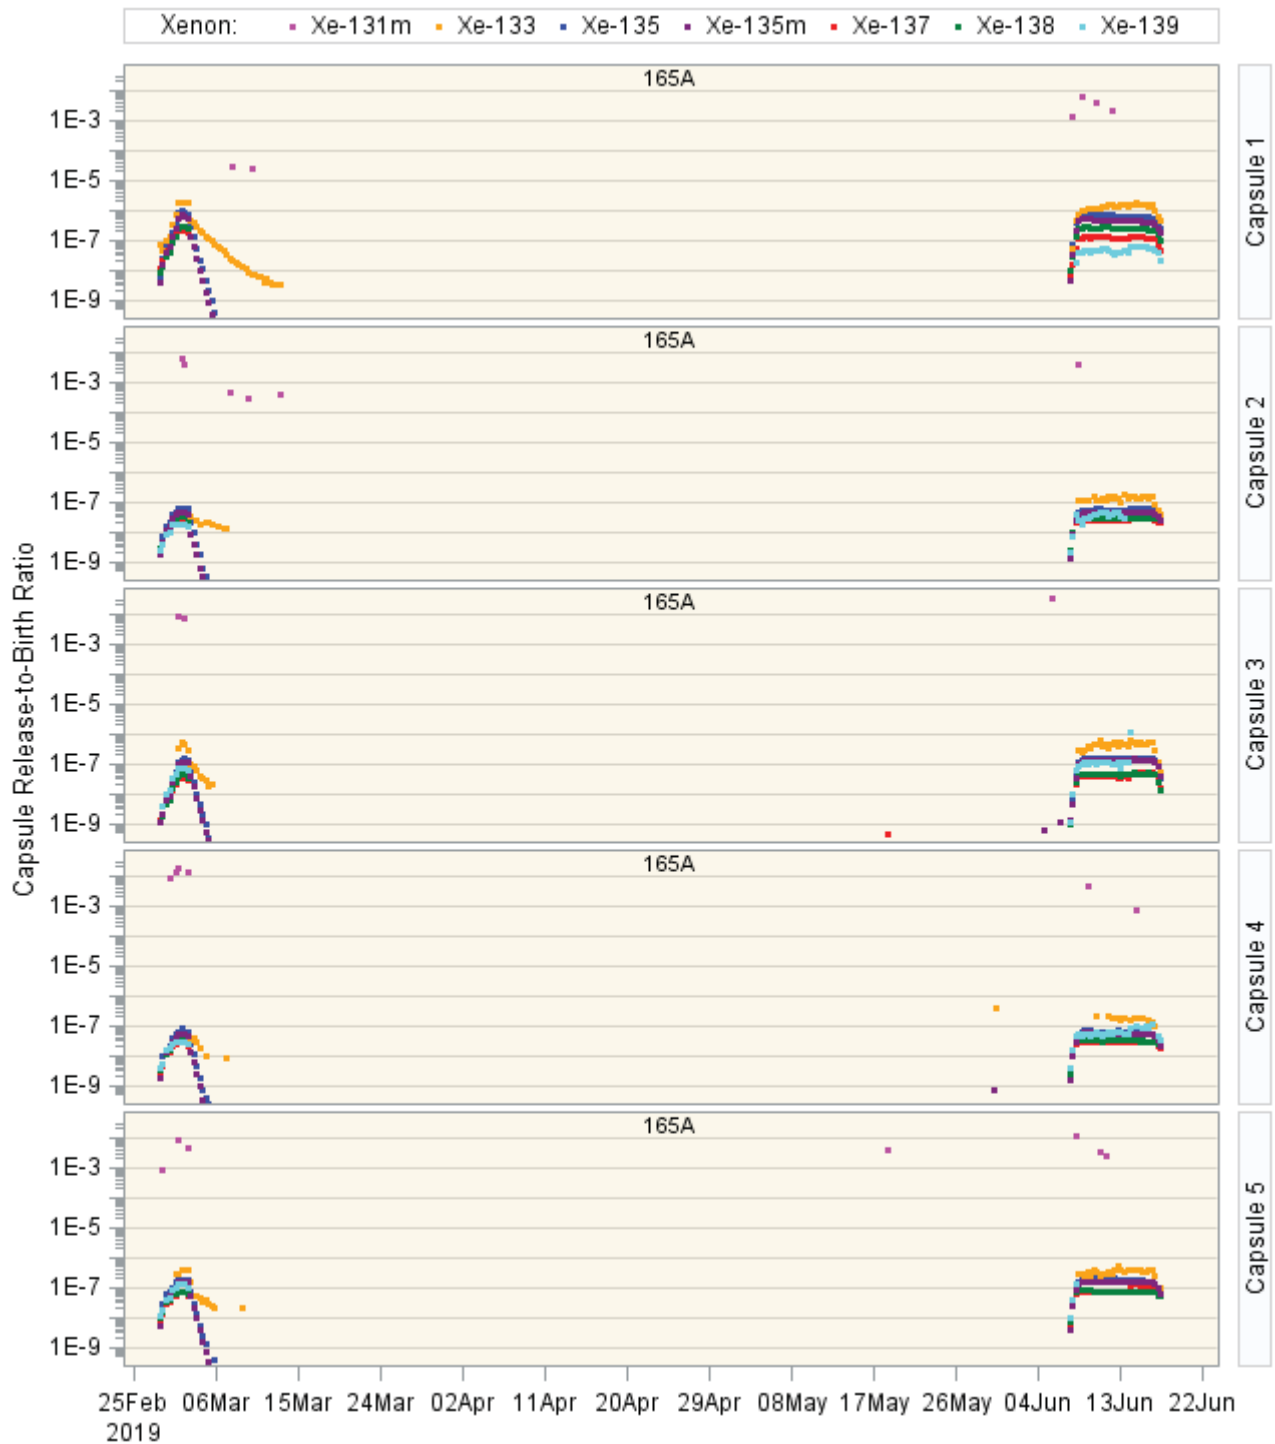 Xenon: Xe-131m Xe-133 Xe-135 Xe-135m Xe-137 Xe-138 Xe-139
Capsule Release-to-Birth Ratio
165A
1E-3
1E-5
1E-7
1E-9
Capsule 1
165A
1E-3
1E-5
1E-7
1E-9
Capsule 2
165A
1E-3
1E-5
1E-7
1E-9
Capsule 3
165A
1E-3
1E-5
1E-7
1E-9
Capsule 4
165A
1E-3
1E-5
1E-7
1E-9
Capsule 5
25Feb 06Mar 15Mar 24Mar 02Apr 11Apr 20Apr 29Apr 08May 17May 26May 04Jun 13Jun 22Jun
2019